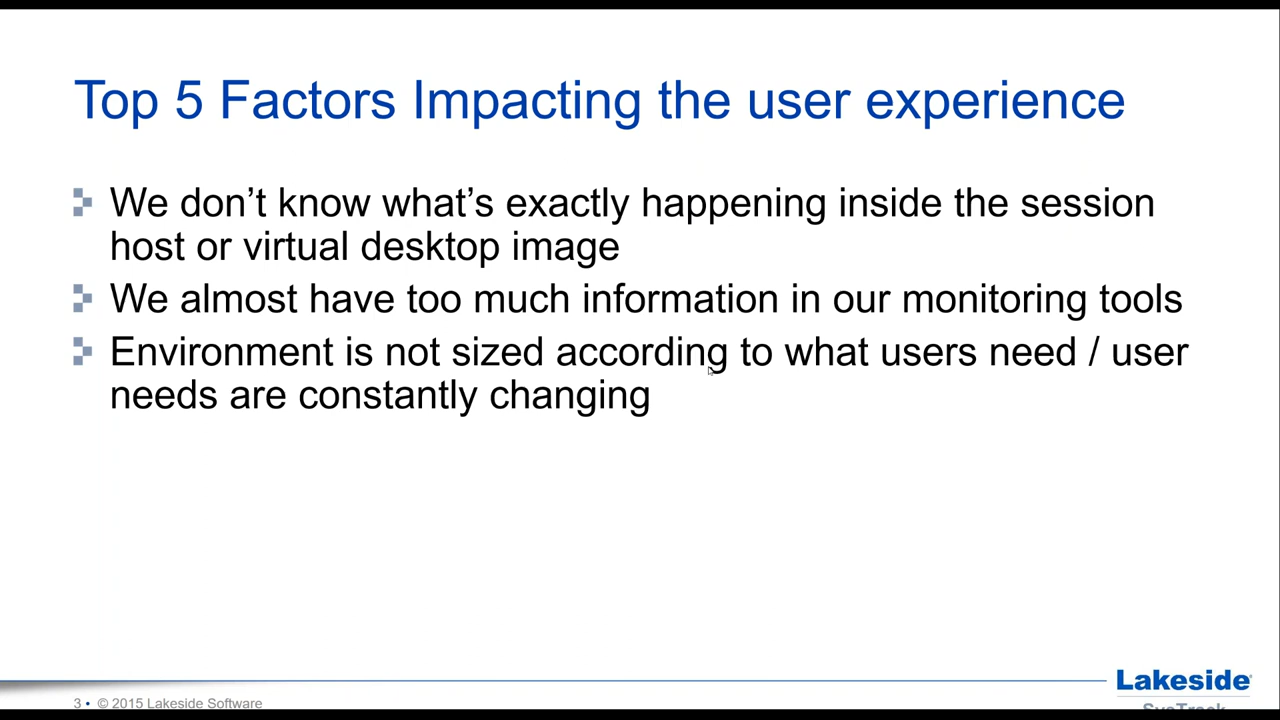 Top 5 Factors Impacting the user experience
We don't know what's exactly happening inside the session
host or virtual desktop image
We almost have too much information in our monitoring tools
Environment is not sized according to what users need / user
needs are constantly changing
3 • © 2015 Lakeside Software
Lakeside
SysTrack